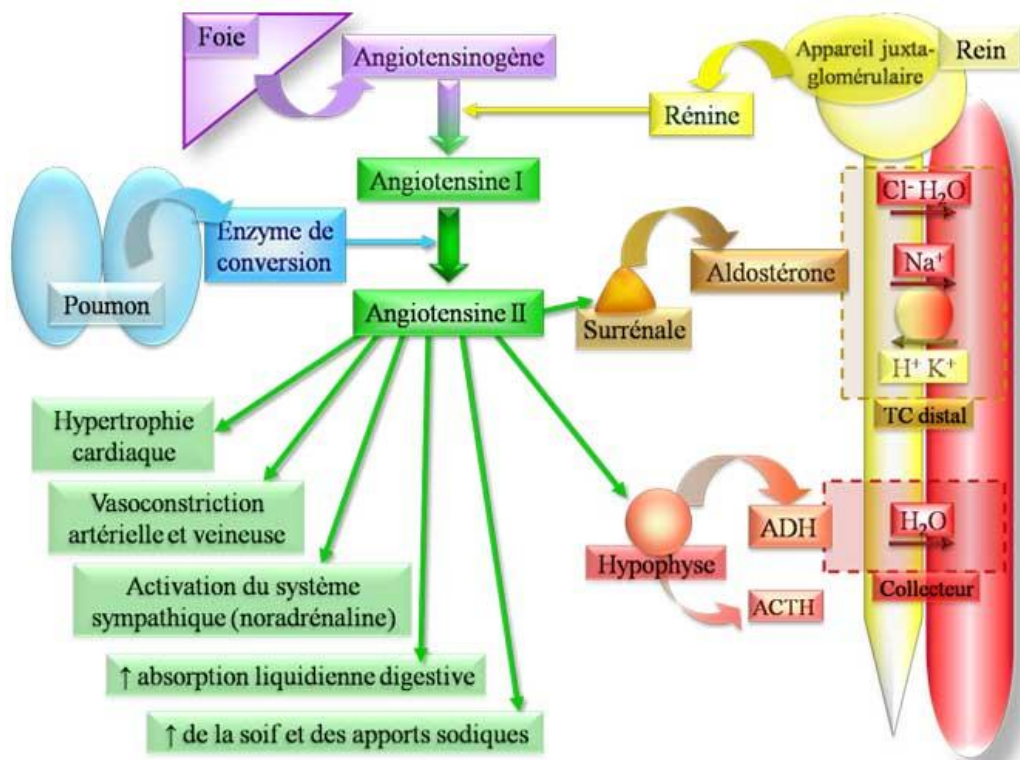 Foie
Angiotensinogène
Appareil juxta-
glomérulaire
Rein
Rénine
Angiotensine I
Cl⁻ H₂O
Enzyme de
conversion
Na⁺
Aldostérone
Poumon
Angiotensine II
Surrénale
H⁺ K⁺
TC distal
Hypertrophie
cardiaque
Vasoconstriction
artérielle et veineuse
ADH
H₂O
Hypophyse
Collecteur
Activation du système
sympathique (noradrénaline)
ACTH
↑ absorption liquidienne digestive
↑ de la soif et des apports sodiques